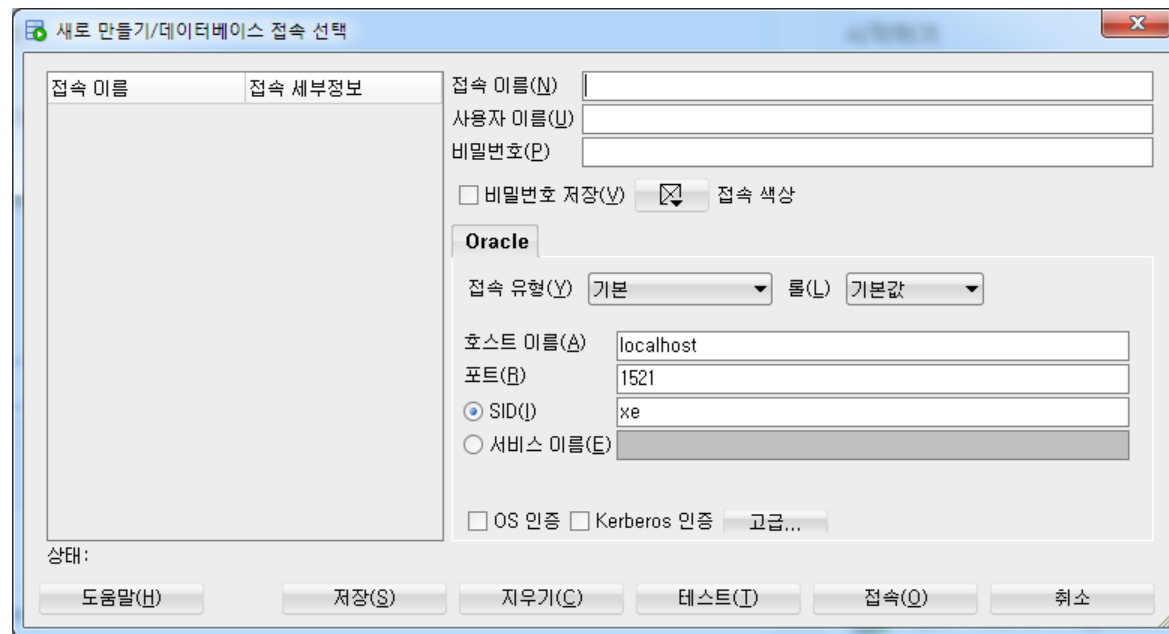 새로 만들기/데이터베이스 접속 선택
접속 이름 접속 세부정보
접속 이름(N)
사용자 이름(U)
비밀번호(P)
비밀번호 저장(V) 접속 색상
Oracle
접속 유형(Y) 기본 롤(L) 기본값
호스트 이름(A) localhost
포트(R) 1521
SID(I) xe
서비스 이름(E)
OS 인증 Kerberos 인증 고급...
상태:
도움말(H) 저장(S) 지우기(C) 테스트(T) 접속(O) 취소